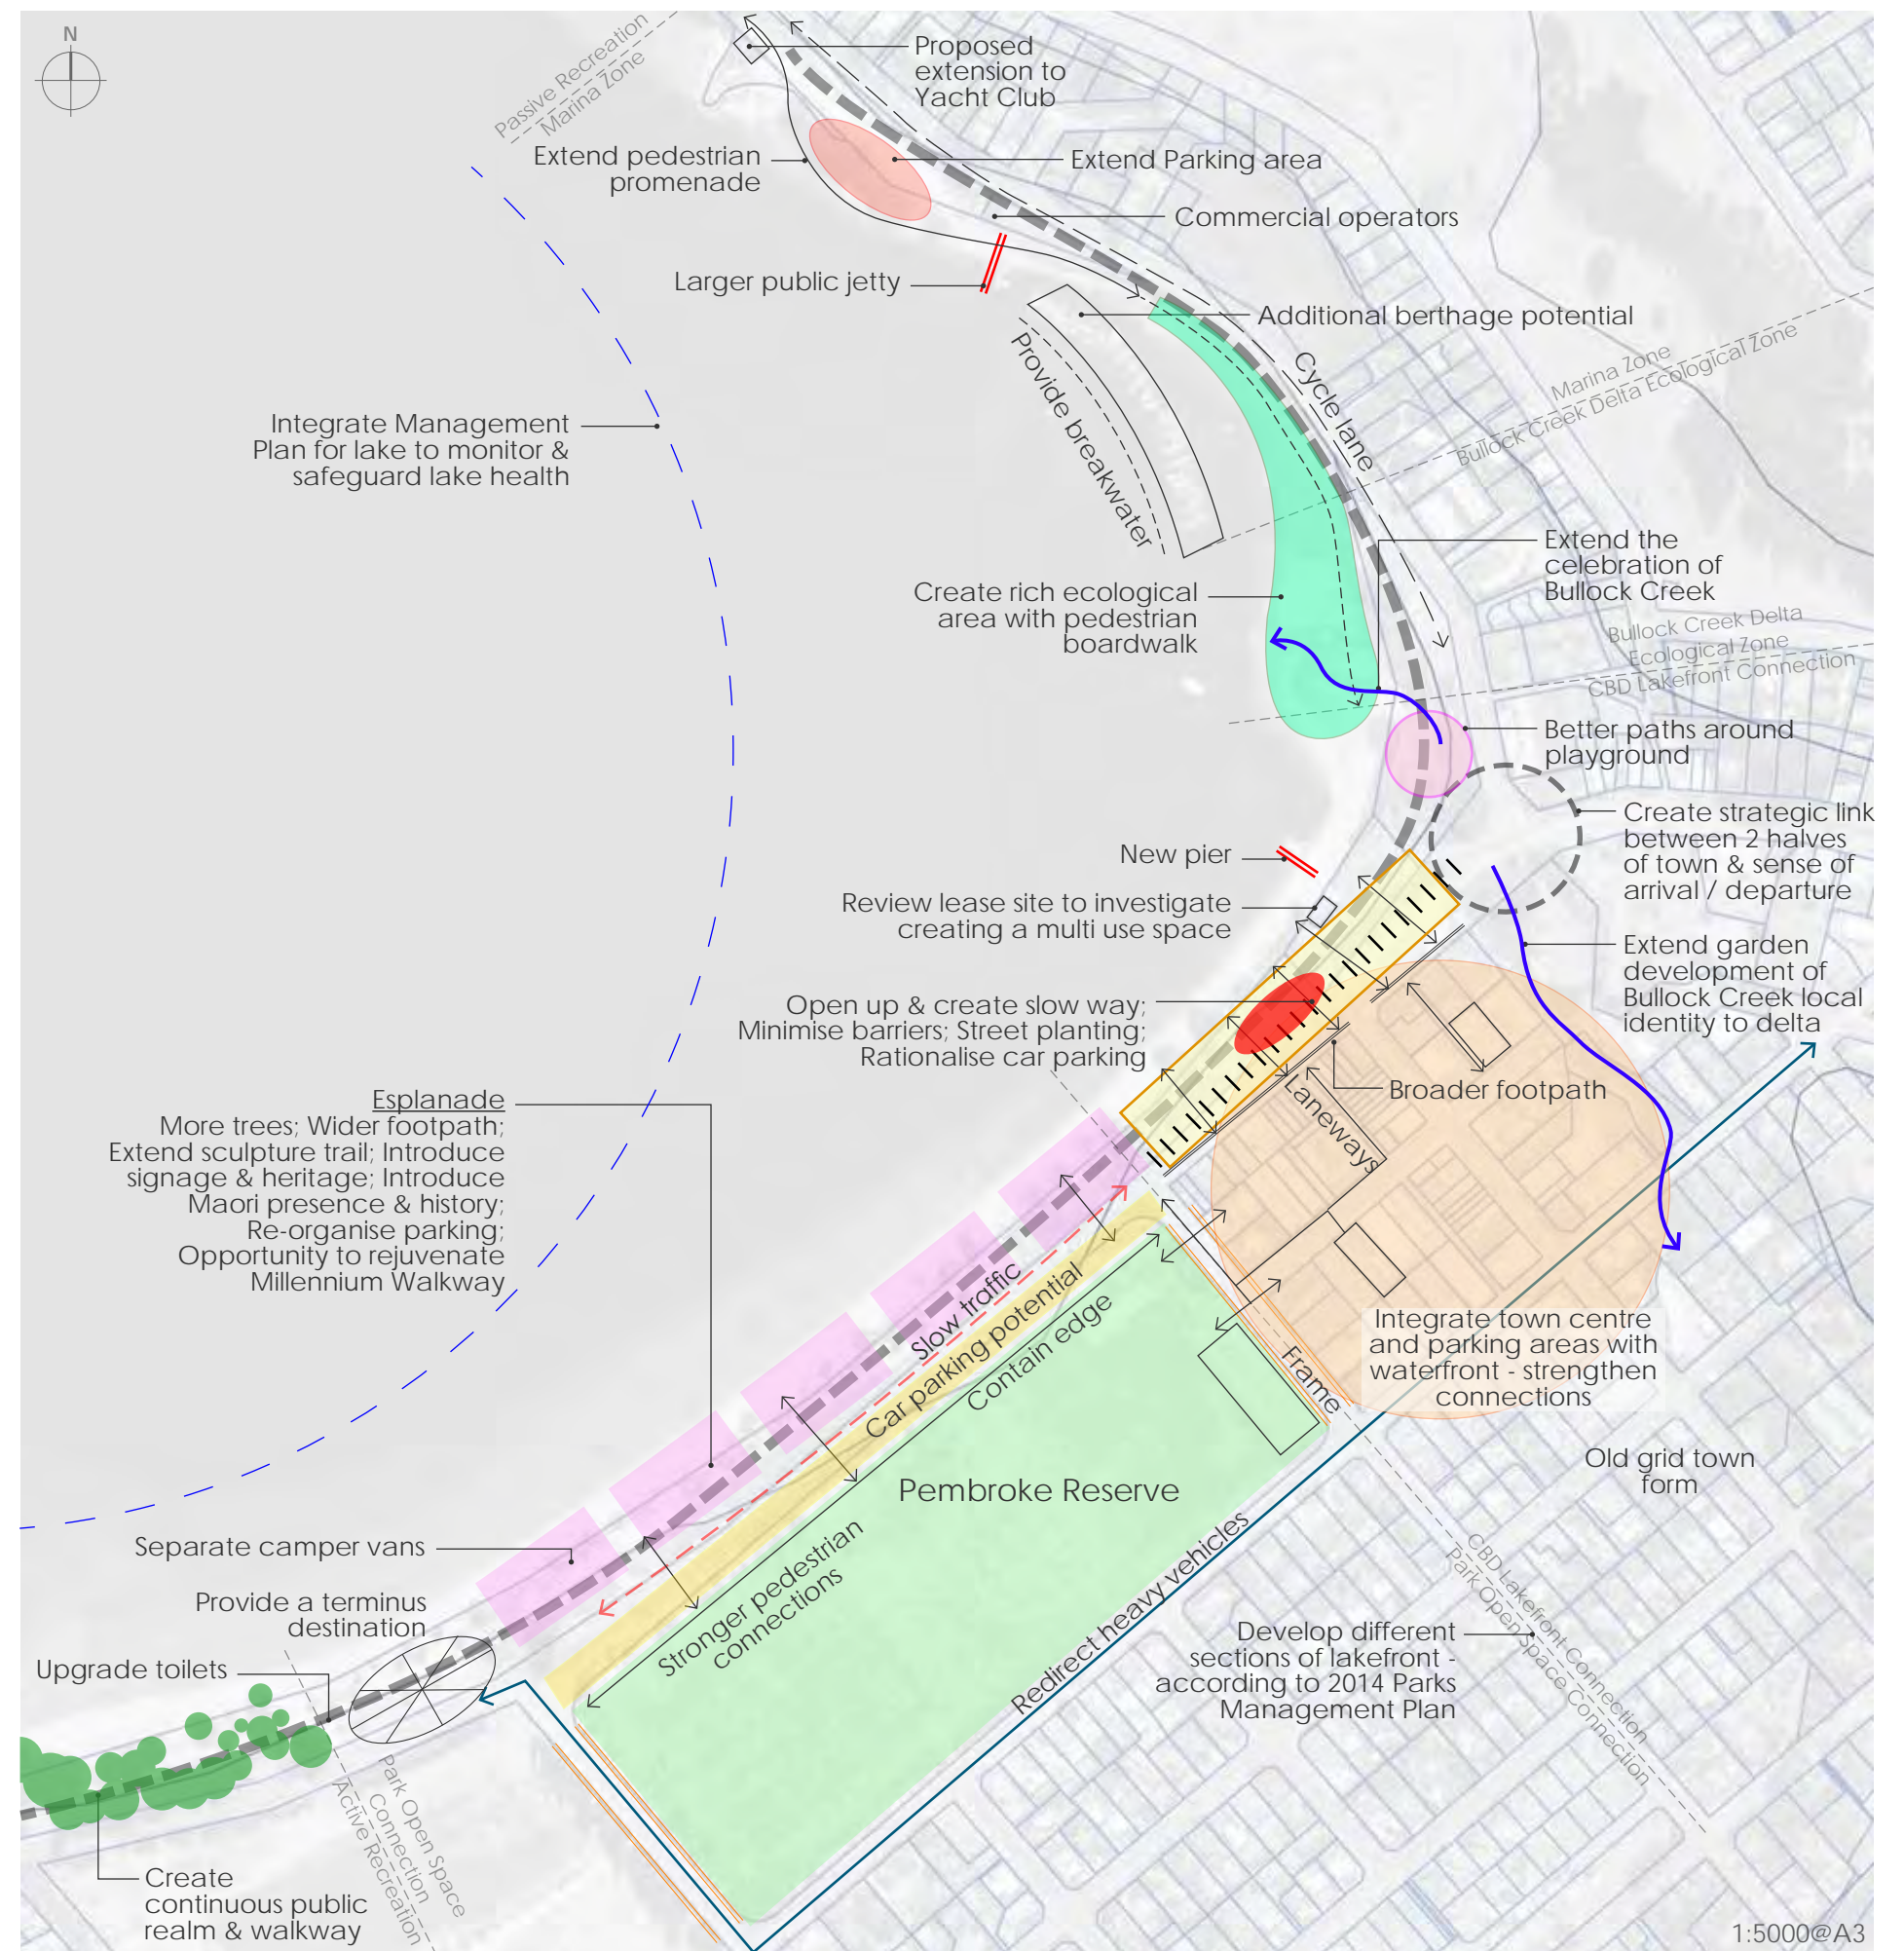 N
Passive Recreation
Marina Zone
Proposed
extension to
Yacht Club
Extend pedestrian
promenade
Extend Parking area
Commercial operators
Larger public jetty
Additional berthage potential
Provide breakwater
Cycle lane
Marina Zone
Bullock Creek Delta Ecological Zone
Integrate Management
Plan for lake to monitor &
safeguard lake health
Extend the
celebration of
Bullock Creek
Create rich ecological
area with pedestrian
boardwalk
Bullock Creek Delta
Ecological Zone
CBD Lakefront Connection
Better paths around
playground
Create strategic link
between 2 halves
of town & sense of
arrival / departure
New pier
Review lease site to investigate
creating a multi use space
Extend garden
development of
Bullock Creek local
identity to delta
Open up & create slow way;
Minimise barriers; Street planting;
Rationalise car parking
Broader footpath
Laneways
Esplanade
More trees; Wider footpath;
Extend sculpture trail; Introduce
signage & heritage; Introduce
Maori presence & history;
Re-organise parking;
Opportunity to rejuvenate
Millennium Walkway
Slow traffic
Car parking potential
Contain edge
Frame
Integrate town centre
and parking areas with
waterfront - strengthen
connections
Old grid town
form
Pembroke Reserve
Separate camper vans
Stronger pedestrian
connections
Redirect heavy vehicles
CBD Lakefront Connection
Park Open Space Connection
Provide a terminus
destination
Develop different
sections of lakefront -
according to 2014 Parks
Management Plan
Upgrade toilets
Park Open Space
Connection
Active Recreation
Create
continuous public
realm & walkway
1:5000@A3